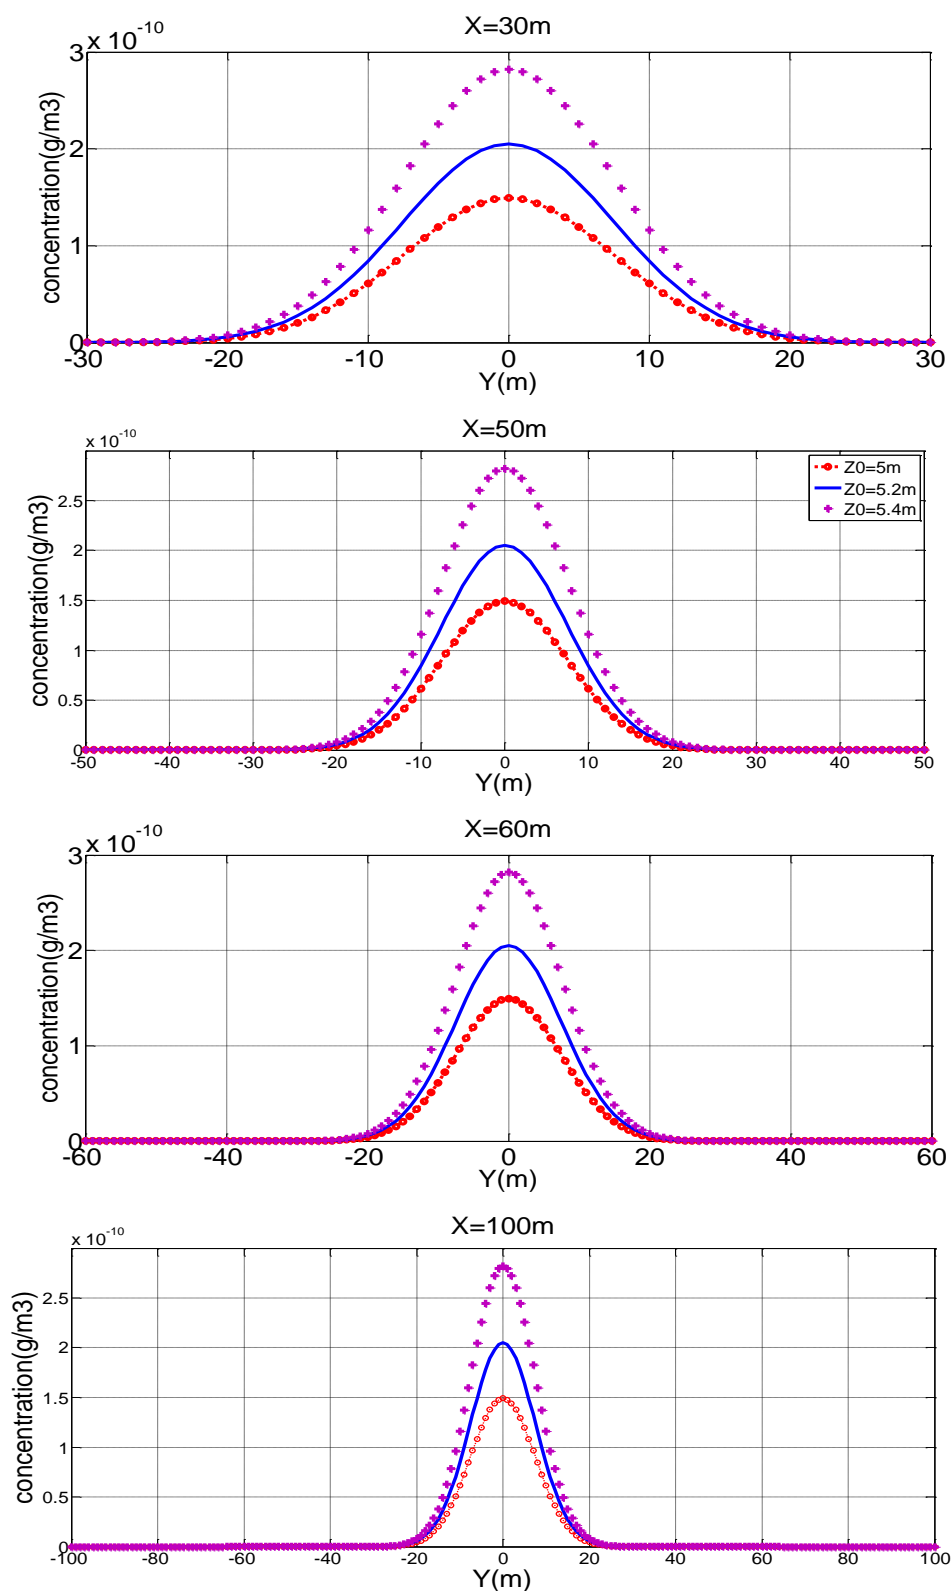 X=30m
3 x 10 -10
2
1
0
-30 -20 -10 0 10 20 30
concentration(g/m3)
Y(m)
X=50m
x 10 -10
2.5
2
1.5
1
0.5
0
-50 -40 -30 -20 -10 0 10 20 30 40 50
concentration(g/m3)
Y(m)
Z0=5m
Z0=5.2m
Z0=5.4m
X=60m
3 x 10 -10
2
1
0
-60 -40 -20 0 20 40 60
concentration(g/m3)
Y(m)
X=100m
x 10 -10
2.5
2
1.5
1
0.5
0
-100 -80 -60 -40 -20 0 20 40 60 80 100
concentration(g/m3)
Y(m)